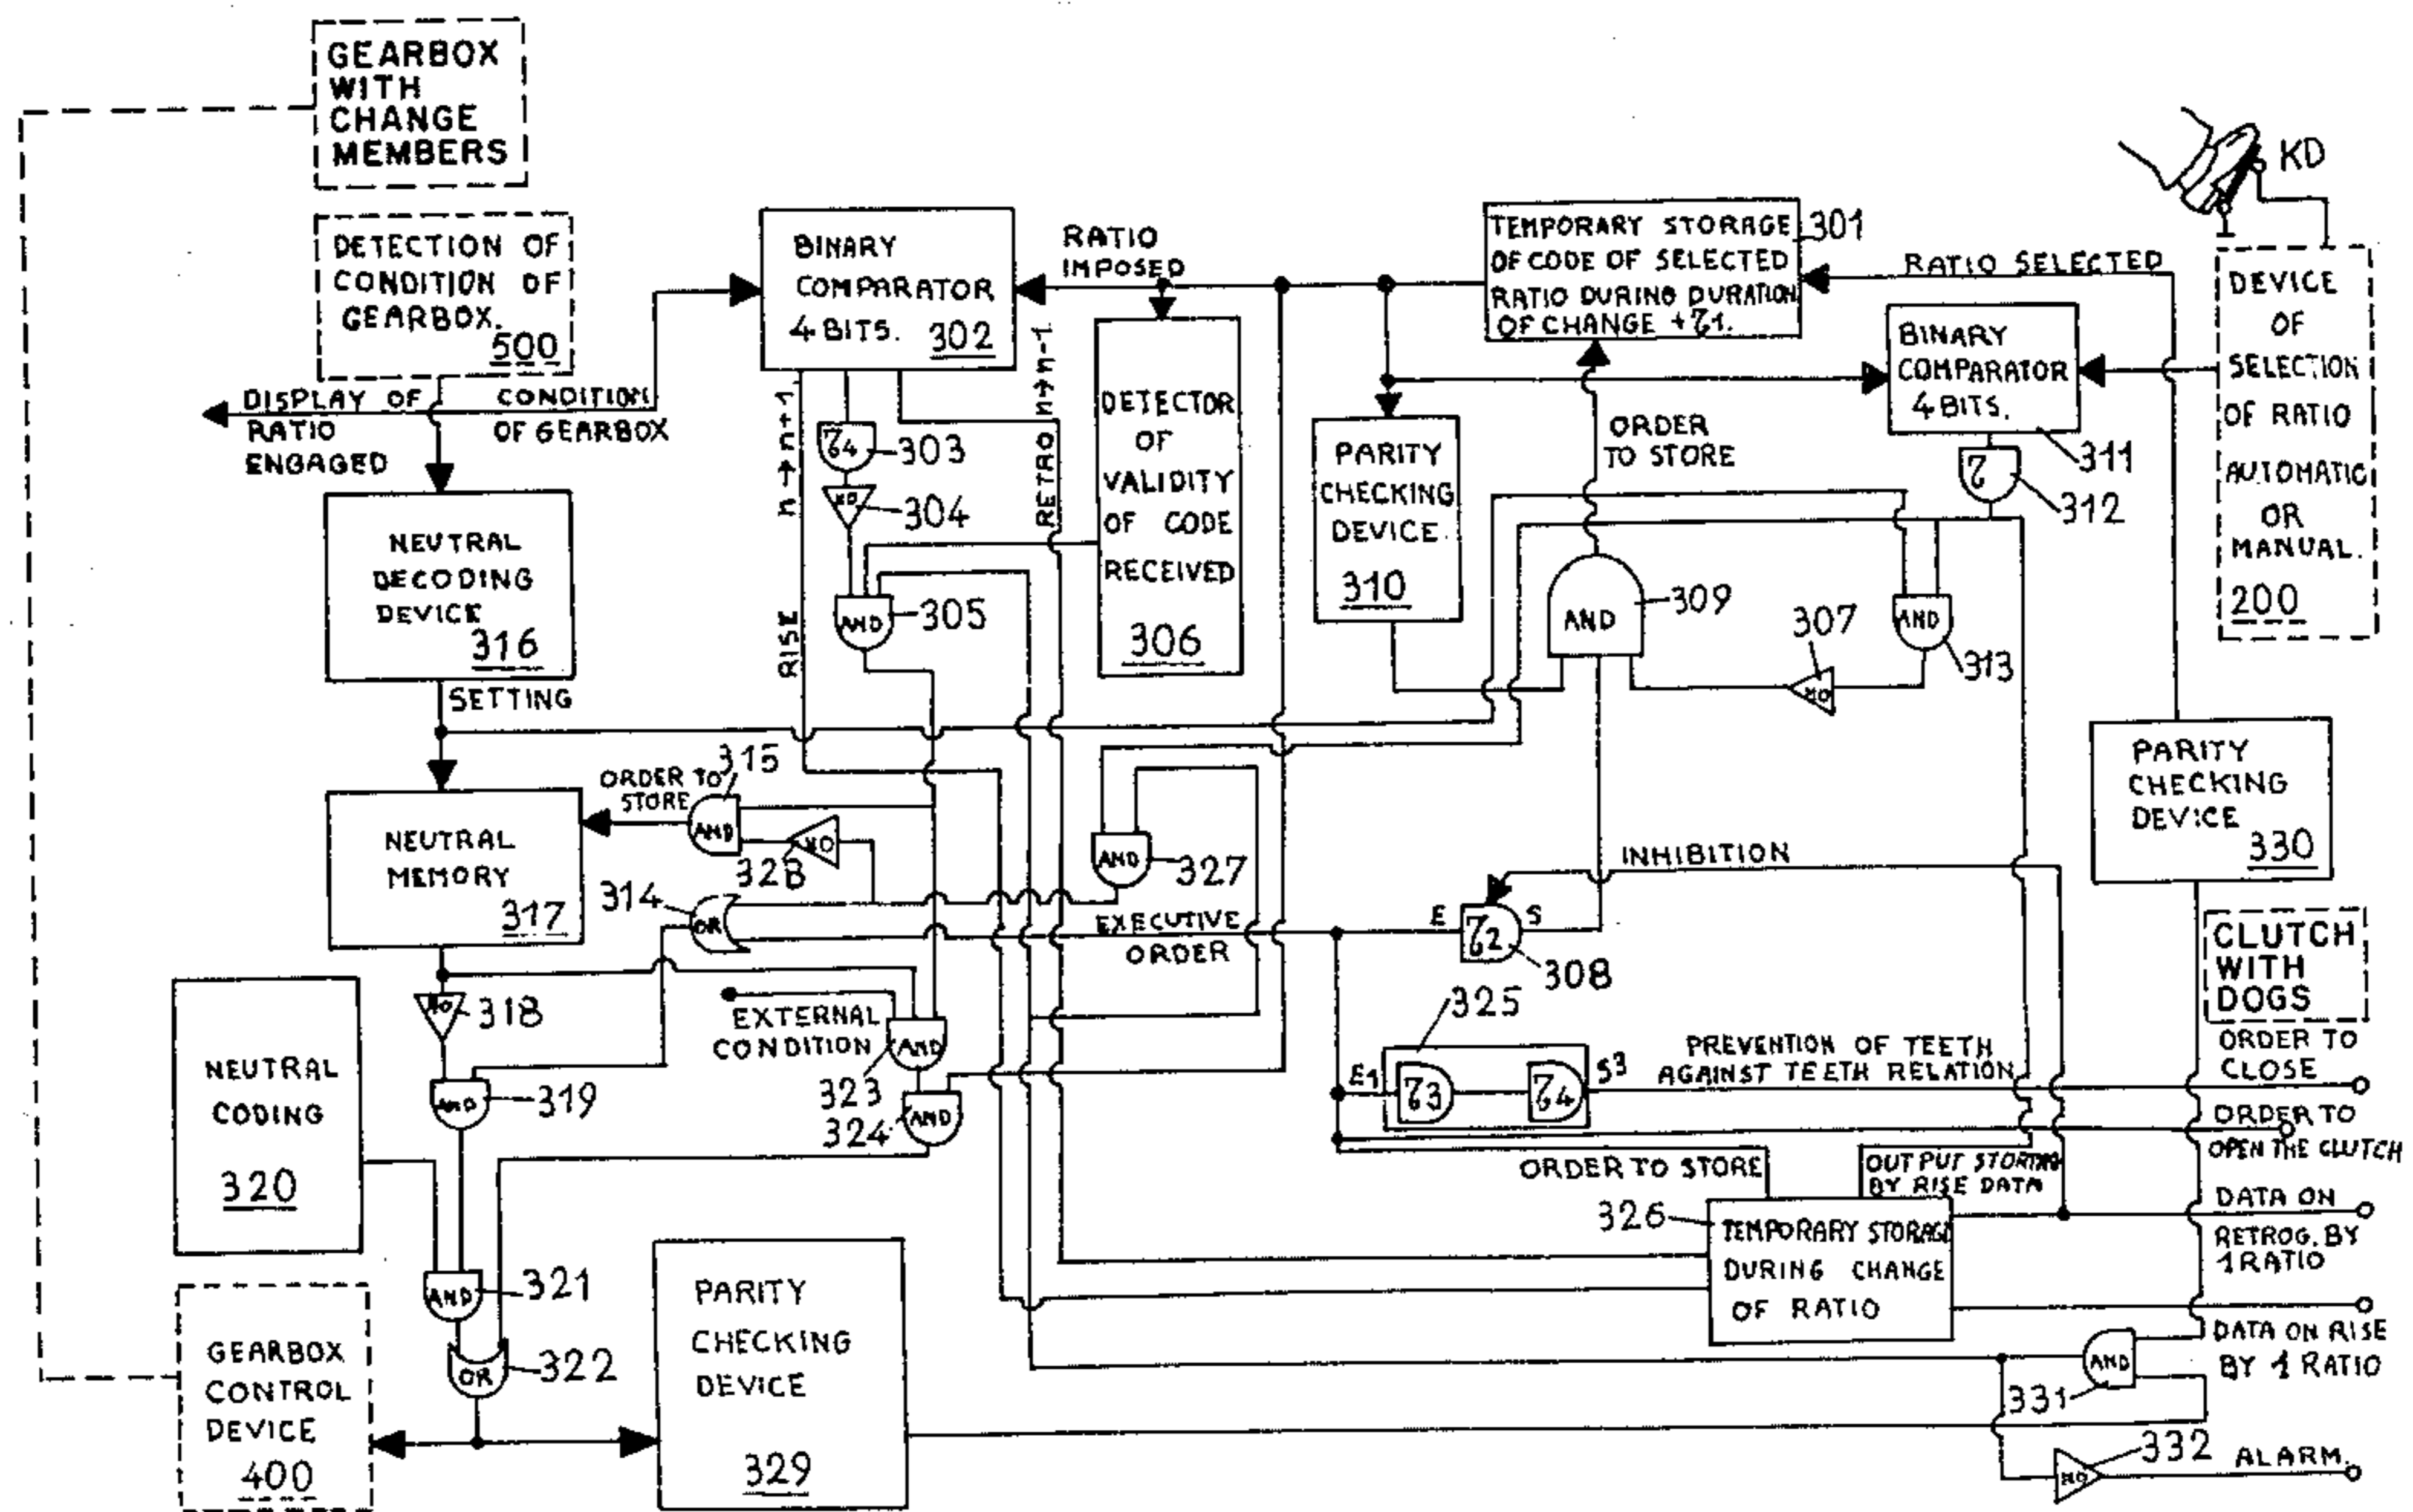 GEARBOX
WITH
CHANGE
MEMBERS
KD
DETECTION OF
CONDITION OF
GEARBOX.
500
BINARY
COMPARATOR
4 BITS. 302
RATIO
IMPOSED
TEMPORARY STORAGE
OF CODE OF SELECTED
RATIO DURING DURATION
OF CHANGE +τ1.
301
RATIO SELECTED
DEVICE
OF
SELECTION
OF RATIO
AUTOMATIC
OR
MANUAL.
200
BINARY
COMPARATOR
4 BITS.
311
DISPLAY OF
RATIO
ENGAGED
CONDITION
OF GEARBOX
n→n+1
RISE
RETRO n→n-1
τ4
303
NO
304
AND
305
DETECTOR
OF
VALIDITY
OF CODE
RECEIVED
306
PARITY
CHECKING
DEVICE
310
ORDER
TO STORE
AND
309
τ
312
307
NO
AND
313
NEUTRAL
DECODING
DEVICE
316
SETTING
PARITY
CHECKING
DEVICE
330
NEUTRAL
MEMORY
317
ORDER TO
STORE
315
AND
NO
328
314
OR
AND
327
EXECUTIVE
ORDER
INHIBITION
E
τ2
S
308
CLUTCH
WITH
DOGS
NO
318
EXTERNAL
CONDITION
323
AND
324
AND
325
E1
τ3
τ4
S3
PREVENTION OF TEETH
AGAINST TEETH RELATION
ORDER TO
CLOSE
ORDER TO
OPEN THE CLUTCH
NEUTRAL
CODING
320
AND
319
ORDER TO STORE
OUTPUT STORING
BY RISE DATA
326
TEMPORARY STORAGE
DURING CHANGE
OF RATIO
DATA ON
RETROG. BY
1 RATIO
DATA ON RISE
BY 1 RATIO
AND
321
OR
322
GEARBOX
CONTROL
DEVICE
400
PARITY
CHECKING
DEVICE
329
AND
331
NO
332
ALARM.